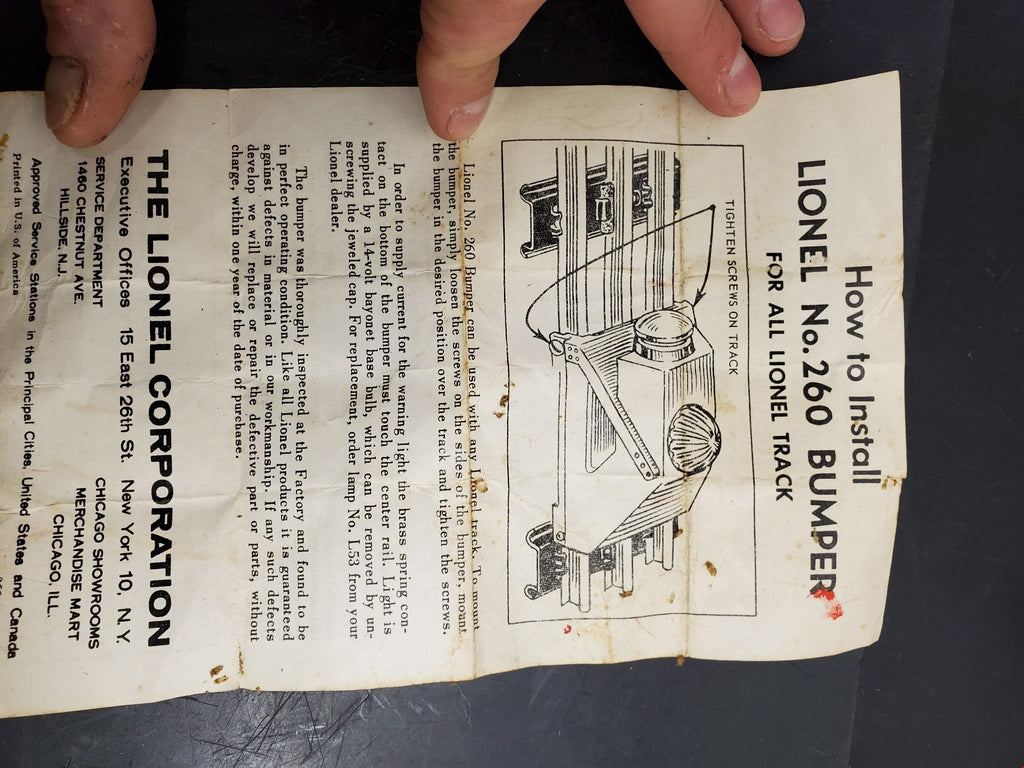 How to Install
LIONEL No. 260 BUMPER
FOR ALL LIONEL TRACK
TIGHTEN SCREWS ON TRACK
Lionel No. 260 Bumper can be used with any Lionel track. To mount
the bumper, simply loosen the screws on the sides of the bumper, mount
the bumper in the desired position over the track and tighten the screws.
In order to supply current for the warning light the brass spring con-
tact on the bottom of the bumper must touch the center rail. Light is
supplied by a 14-volt bayonet base bulb, which can be removed by un-
screwing the jeweled cap. For replacement, order lamp No. L53 from your
Lionel dealer.
The bumper was thoroughly inspected at the Factory and found to be
in perfect operating condition. Like all Lionel products it is guaranteed
against defects in material or in our workmanship. If any such defects
develop we will replace or repair the defective part or parts, without
charge, within one year of the date of purchase.
THE LIONEL CORPORATION
Executive Offices 15 East 26th St. New York 10, N. Y.
SERVICE DEPARTMENT
1460 CHESTNUT AVE.
HILLSIDE, N.J.
CHICAGO SHOWROOMS
MERCHANDISE MART
CHICAGO, ILL.
Approved Service Stations in the Principal Cities, United States and Canada
Printed in U.S. of America